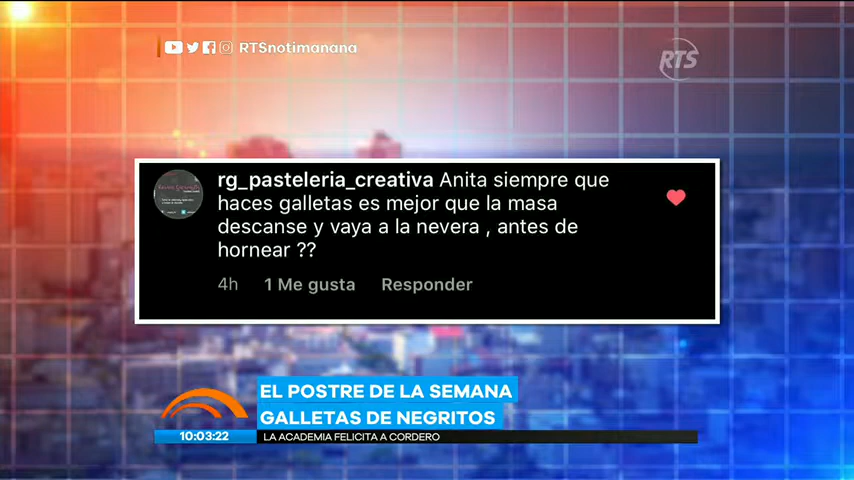 RTSnotimanana
RTS
rg_pasteleria_creativa Anita siempre que
haces galletas es mejor que la masa
descanse y vaya a la nevera , antes de
hornear ??
4h 1 Me gusta Responder
EL POSTRE DE LA SEMANA
GALLETAS DE NEGRITOS
10:03:22 LA ACADEMIA FELICITA A CORDERO